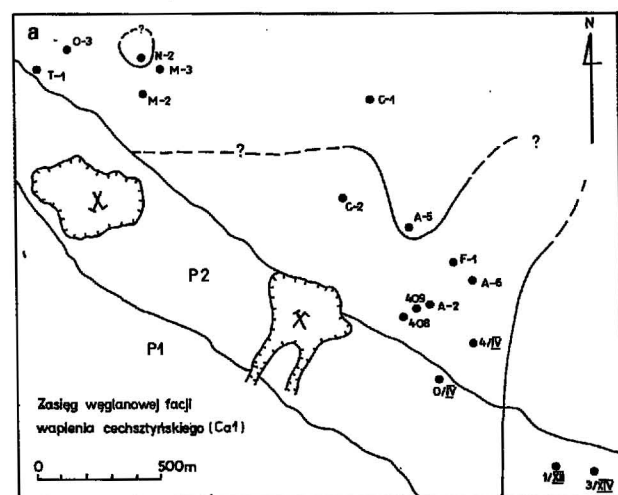 a
N
O-3
?
N-2
T-1
M-3
M-2
C-1
?
?
C-2
A-5
F-1
A-6
P2
409
A-2
408
4/IV
P1
0/IV
Zasięg węglanowej facji
wapienia cechsztyńskiego (Ca1)
0 500m
1/XII
3/XIV